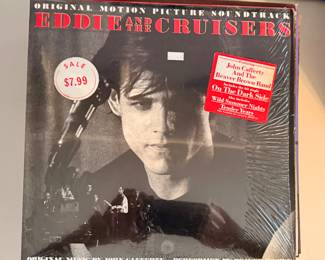 ORIGINAL MOTION PICTURE SOUNDTRACK
EDDIE AND THE CRUISERS
SALE
$7.99
John Cafferty
And The
Beaver Brown Band
On The Dark Side
Wild Summer Nights
Tender Years
ORIGINAL MUSIC BY JOHN CAFFERTY